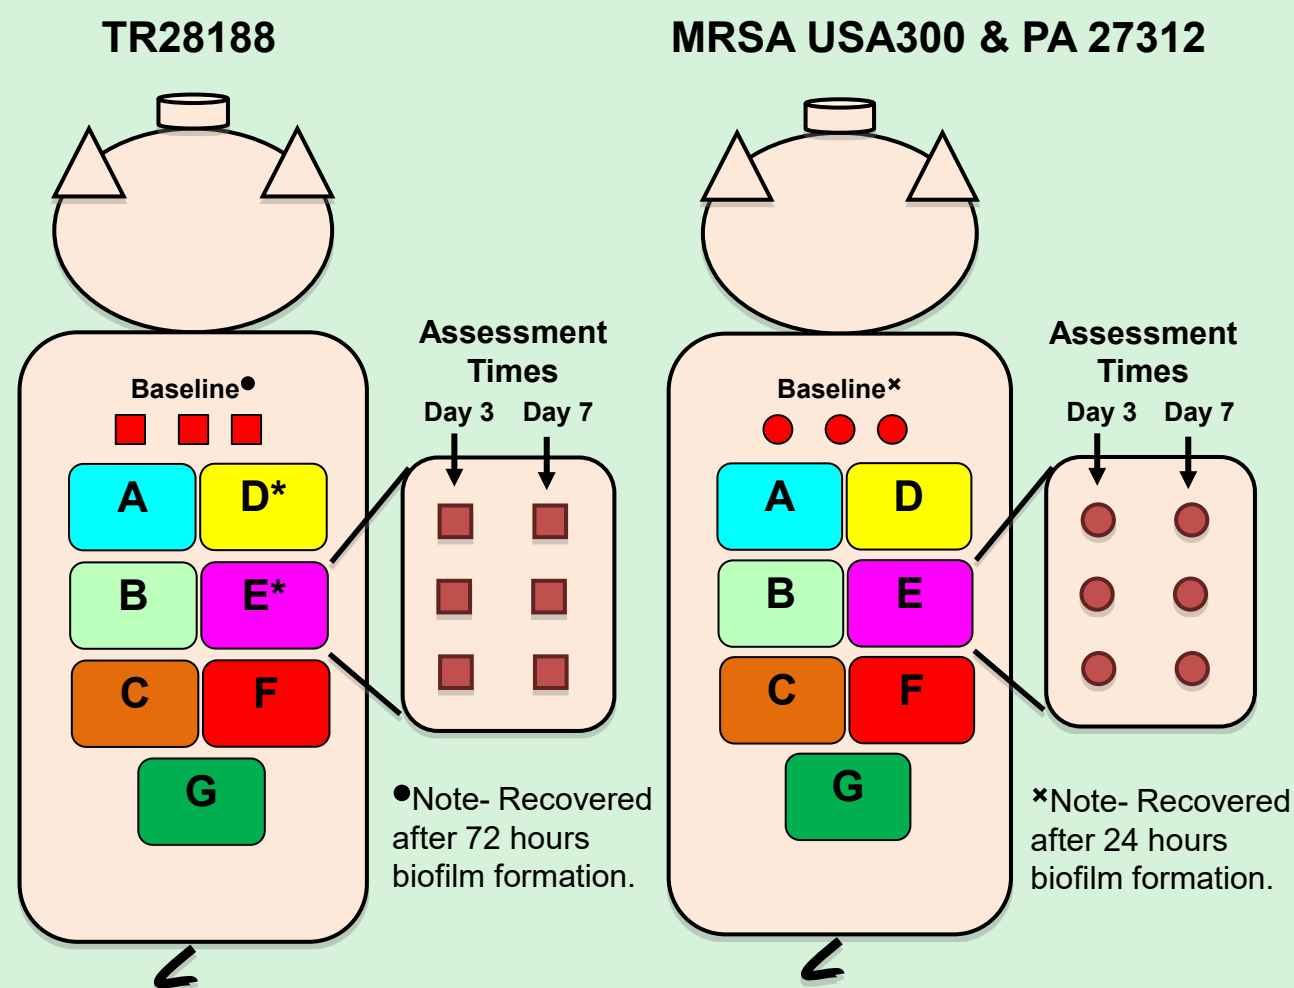 TR28188
Baseline●
Assessment
Times
Day 3 Day 7
A
D*
B
E*
C
F
G
●Note- Recovered
after 72 hours
biofilm formation.
MRSA USA300 & PA 27312
Baseline×
Assessment
Times
Day 3 Day 7
A
D
B
E
C
F
G
×Note- Recovered
after 24 hours
biofilm formation.